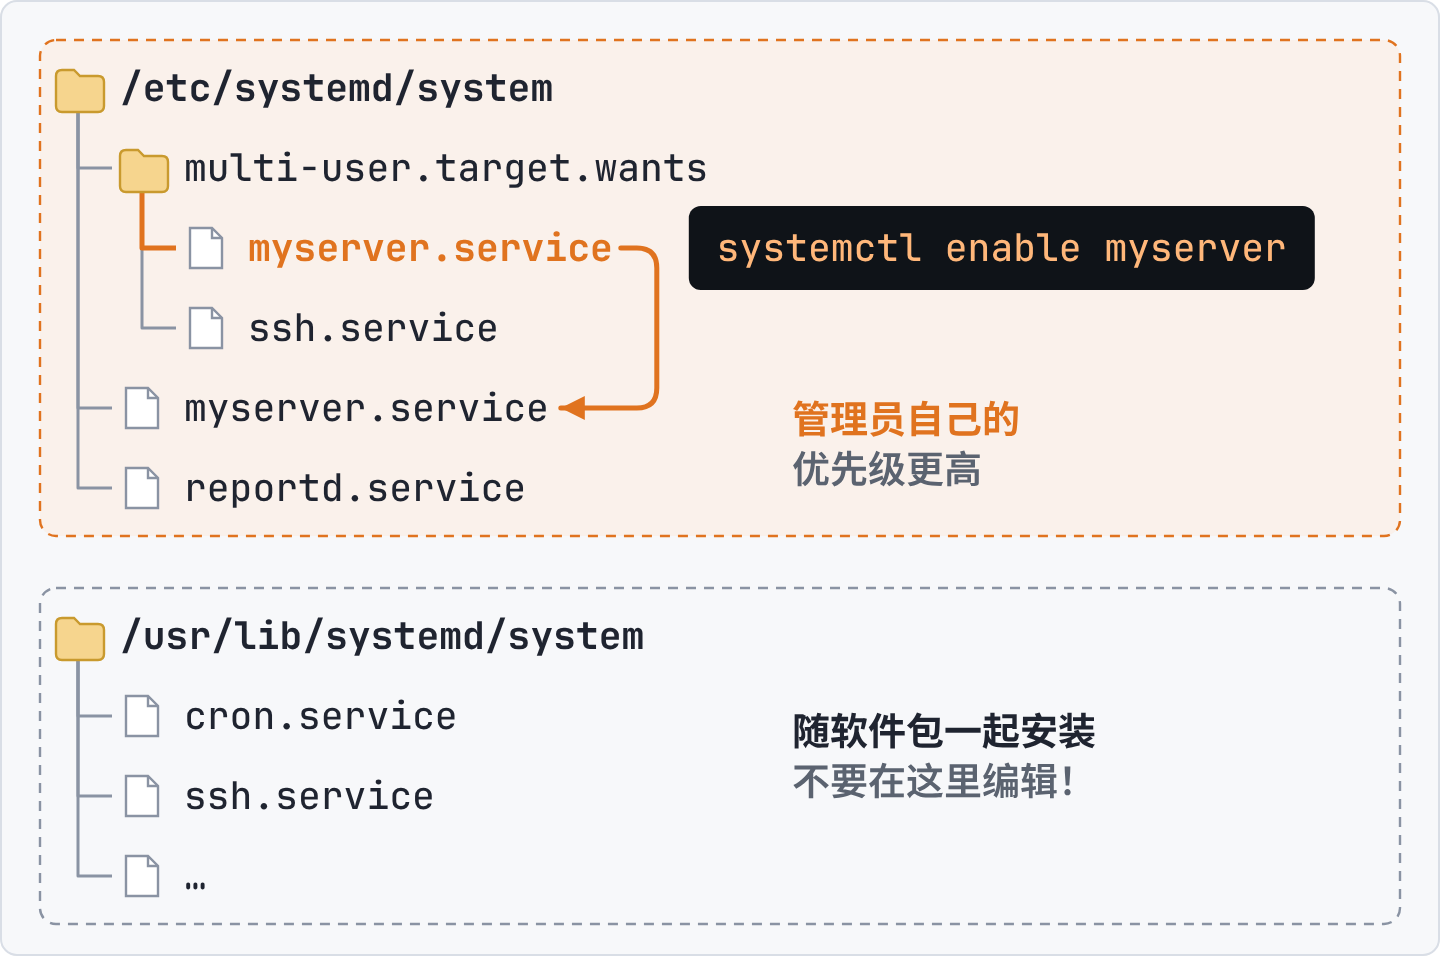 /etc/systemd/system
multi-user.target.wants
myserver.service
systemctl enable myserver
ssh.service
myserver.service
管理员自己的
优先级更高
reportd.service
/usr/lib/systemd/system
cron.service
随软件包一起安装
不要在这里编辑！
ssh.service
…